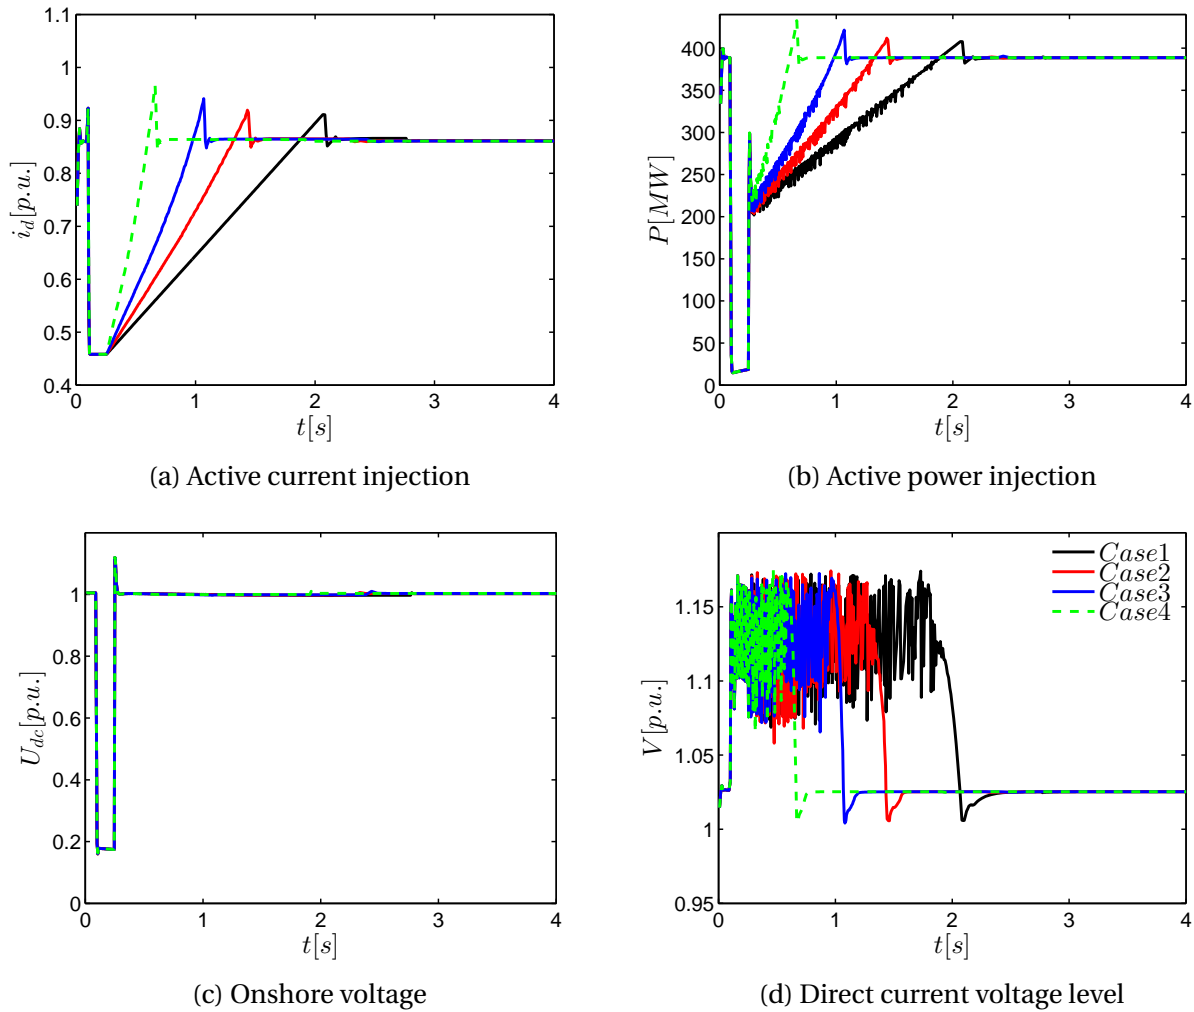 1.1
1
0.9
0.8
0.7
0.6
0.5
0.4
i_d[p.u.]
0 1 2 3 4
t[s]
(a) Active current injection
400
350
300
250
200
150
100
50
0
P[MW]
0 1 2 3 4
t[s]
(b) Active power injection
1
0.8
0.6
0.4
0.2
0
U_{dc}[p.u.]
0 1 2 3 4
t[s]
(c) Onshore voltage
1.15
1.1
1.05
1
0.95
V[p.u.]
Case1
Case2
Case3
Case4
0 1 2 3 4
t[s]
(d) Direct current voltage level